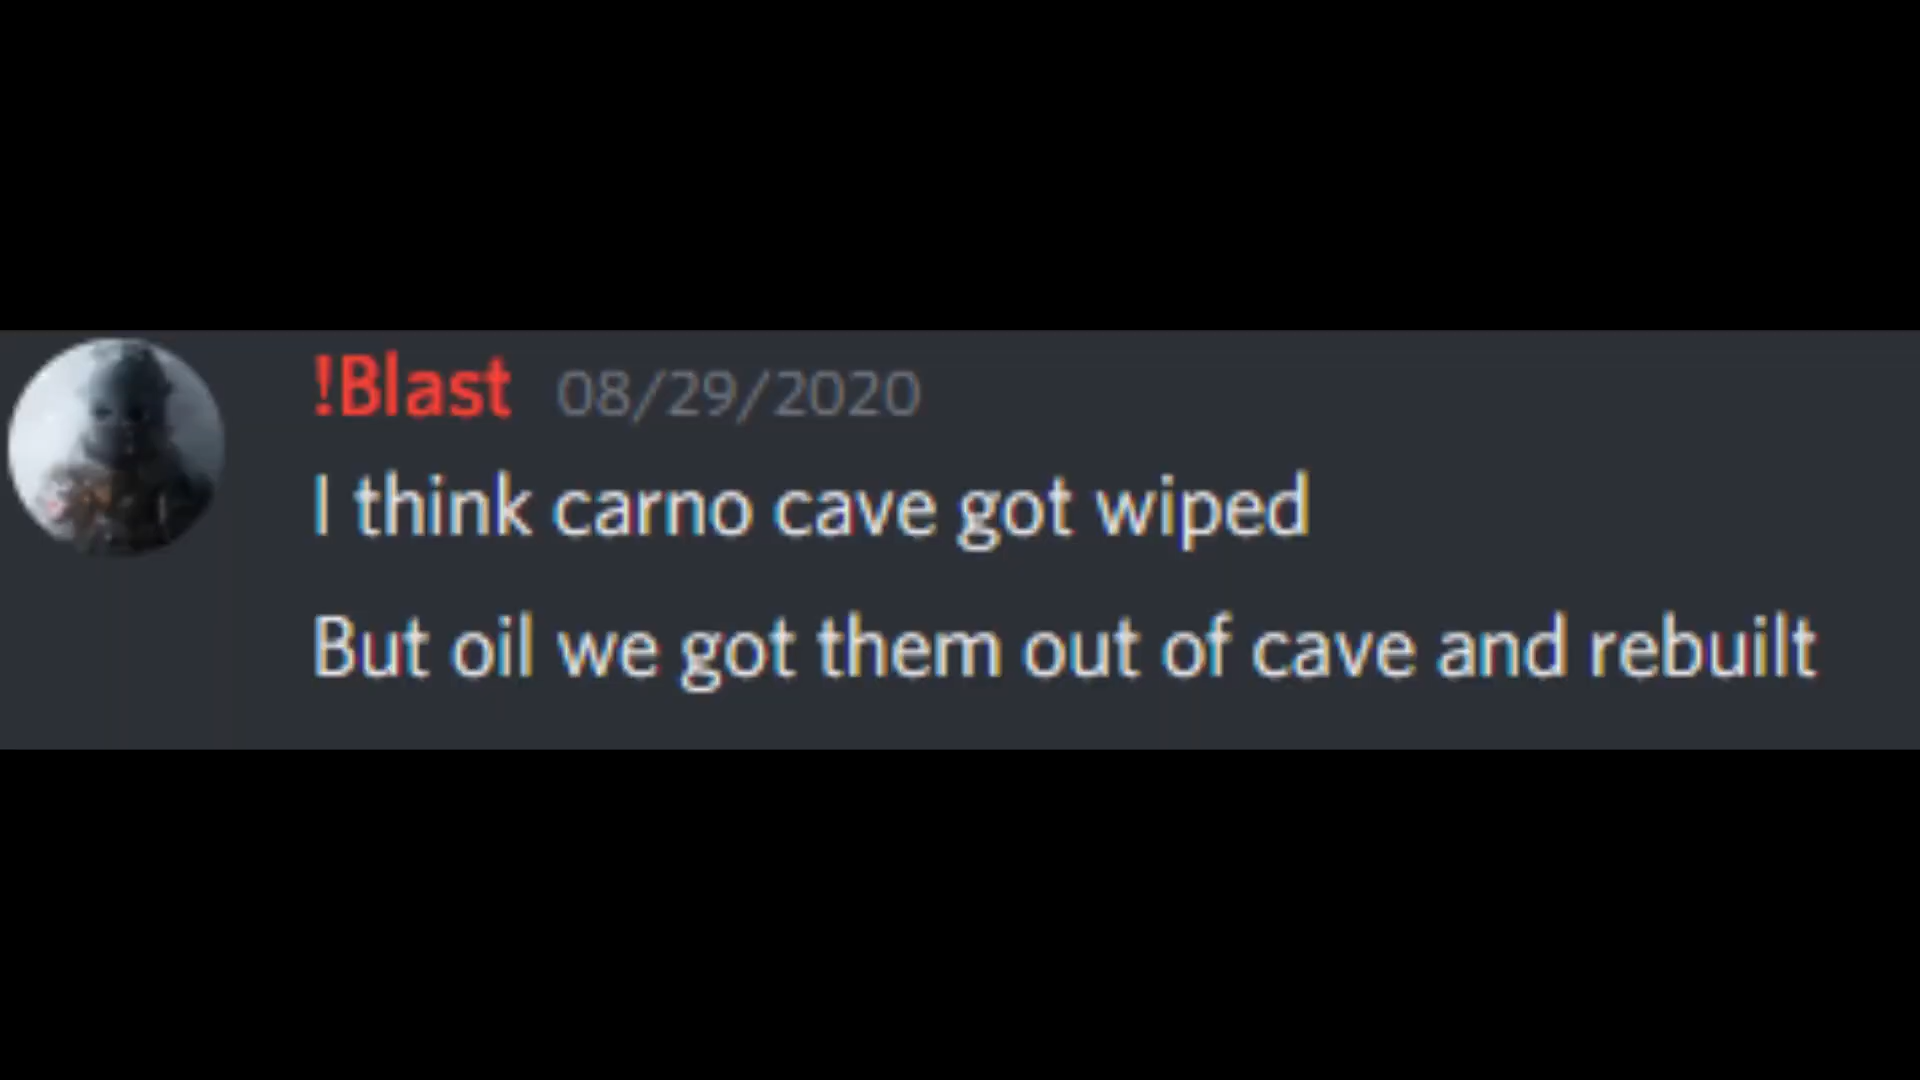 !Blast 08/29/2020
I think carno cave got wiped
But oil we got them out of cave and rebuilt